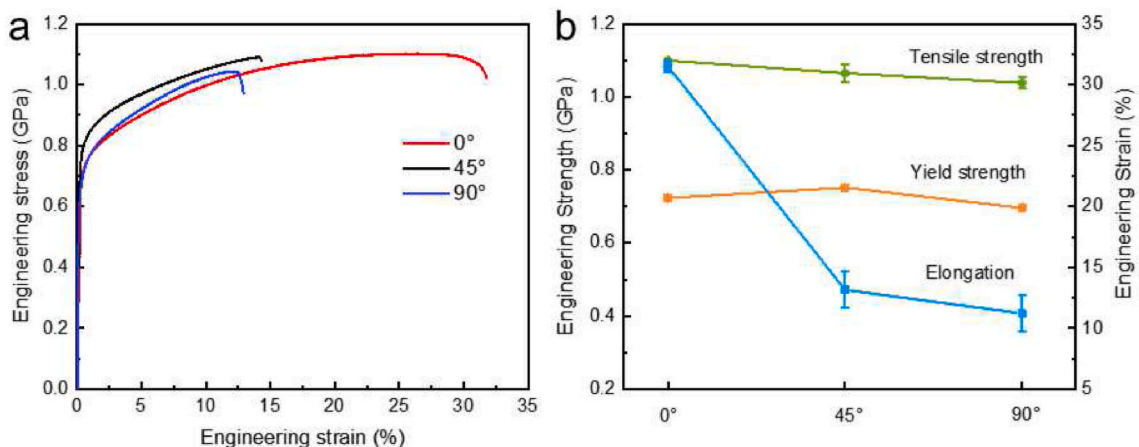 a
1.2
1.0
0.8
0.6
0.4
0.2
0.0
Engineering stress (GPa)
0°
45°
90°
0 5 10 15 20 25 30 35
Engineering strain (%)
b
1.2
1.0
0.8
0.6
0.4
0.2
Engineering Strength (GPa)
Tensile strength
Yield strength
Elongation
35
30
25
20
15
10
5
Engineering Strain (%)
0° 45° 90°